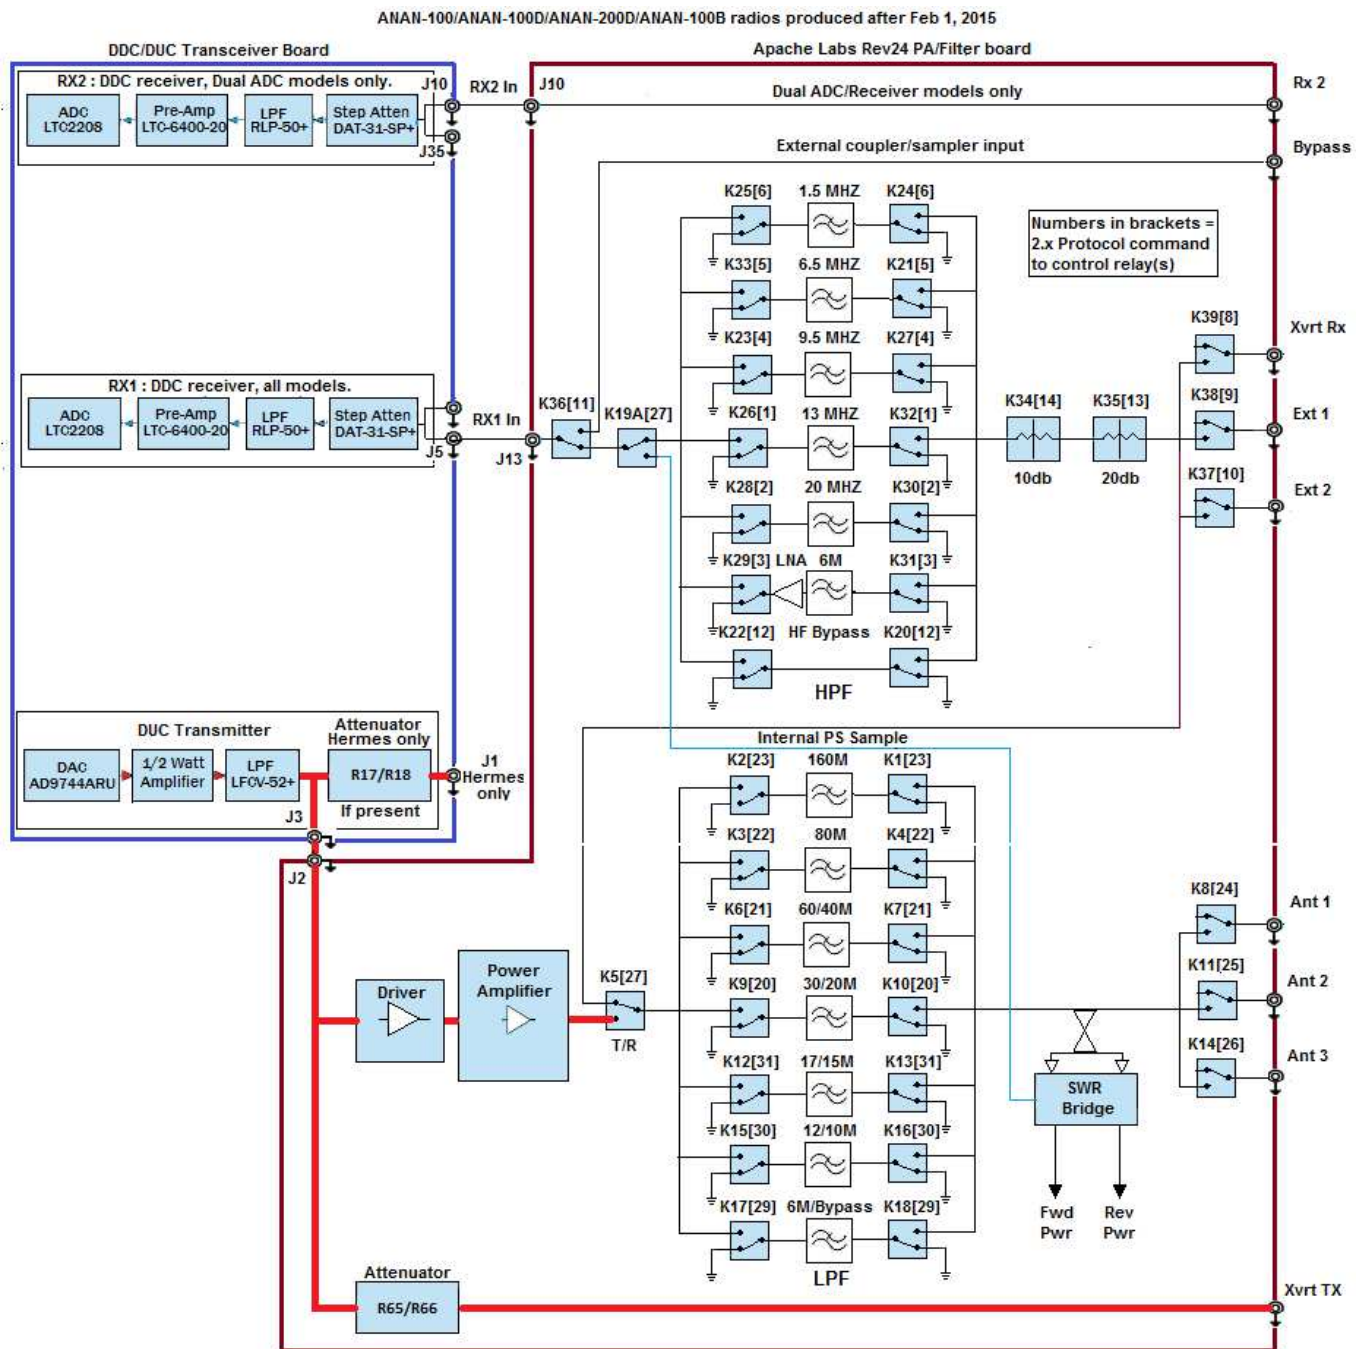 ANAN-100/ANAN-100D/ANAN-200D/ANAN-100B radios produced after Feb 1, 2015
DDC/DUC Transceiver Board
Apache Labs Rev24 PA/Filter board
RX2 : DDC receiver, Dual ADC models only.
J10
RX2 In
J10
Dual ADC/Receiver models only
Rx 2
ADC
LTC2208
Pre-Amp
LTC-6400-20
LPF
RLP-50+
Step Atten
DAT-31-SP+
J35
External coupler/sampler input
Bypass
K25[6]
1.5 MHZ
K24[6]
Numbers in brackets =
2.x Protocol command
to control relay(s)
K33[5]
6.5 MHZ
K21[5]
K23[4]
9.5 MHZ
K27[4]
K39[8]
Xvrt Rx
RX1 : DDC receiver, all models.
ADC
LTC2208
Pre-Amp
LTC-6400-20
LPF
RLP-50+
Step Atten
DAT-31-SP+
J5
RX1 In
J13
K36[11]
K19A[27]
K26[1]
13 MHZ
K32[1]
K34[14]
10db
K35[13]
20db
K38[9]
Ext 1
K28[2]
20 MHZ
K30[2]
K37[10]
Ext 2
K29[3]
LNA
6M
K31[3]
K22[12]
HF Bypass
K20[12]
HPF
DUC Transmitter
Attenuator
Hermes only
DAC
AD9744ARU
1/2 Watt
Amplifier
LPF
LFCV-52+
R17/R18
If present
J1
Hermes
only
J3
J2
Internal PS Sample
K2[23]
160M
K1[23]
K3[22]
80M
K4[22]
K6[21]
60/40M
K7[21]
K8[24]
Ant 1
Driver
Power
Amplifier
K5[27]
T/R
K9[20]
30/20M
K10[20]
K11[25]
Ant 2
K12[31]
17/15M
K13[31]
K14[26]
Ant 3
SWR
Bridge
K15[30]
12/10M
K16[30]
K17[29]
6M/Bypass
K18[29]
LPF
Fwd
Pwr
Rev
Pwr
Attenuator
R65/R66
Xvrt TX